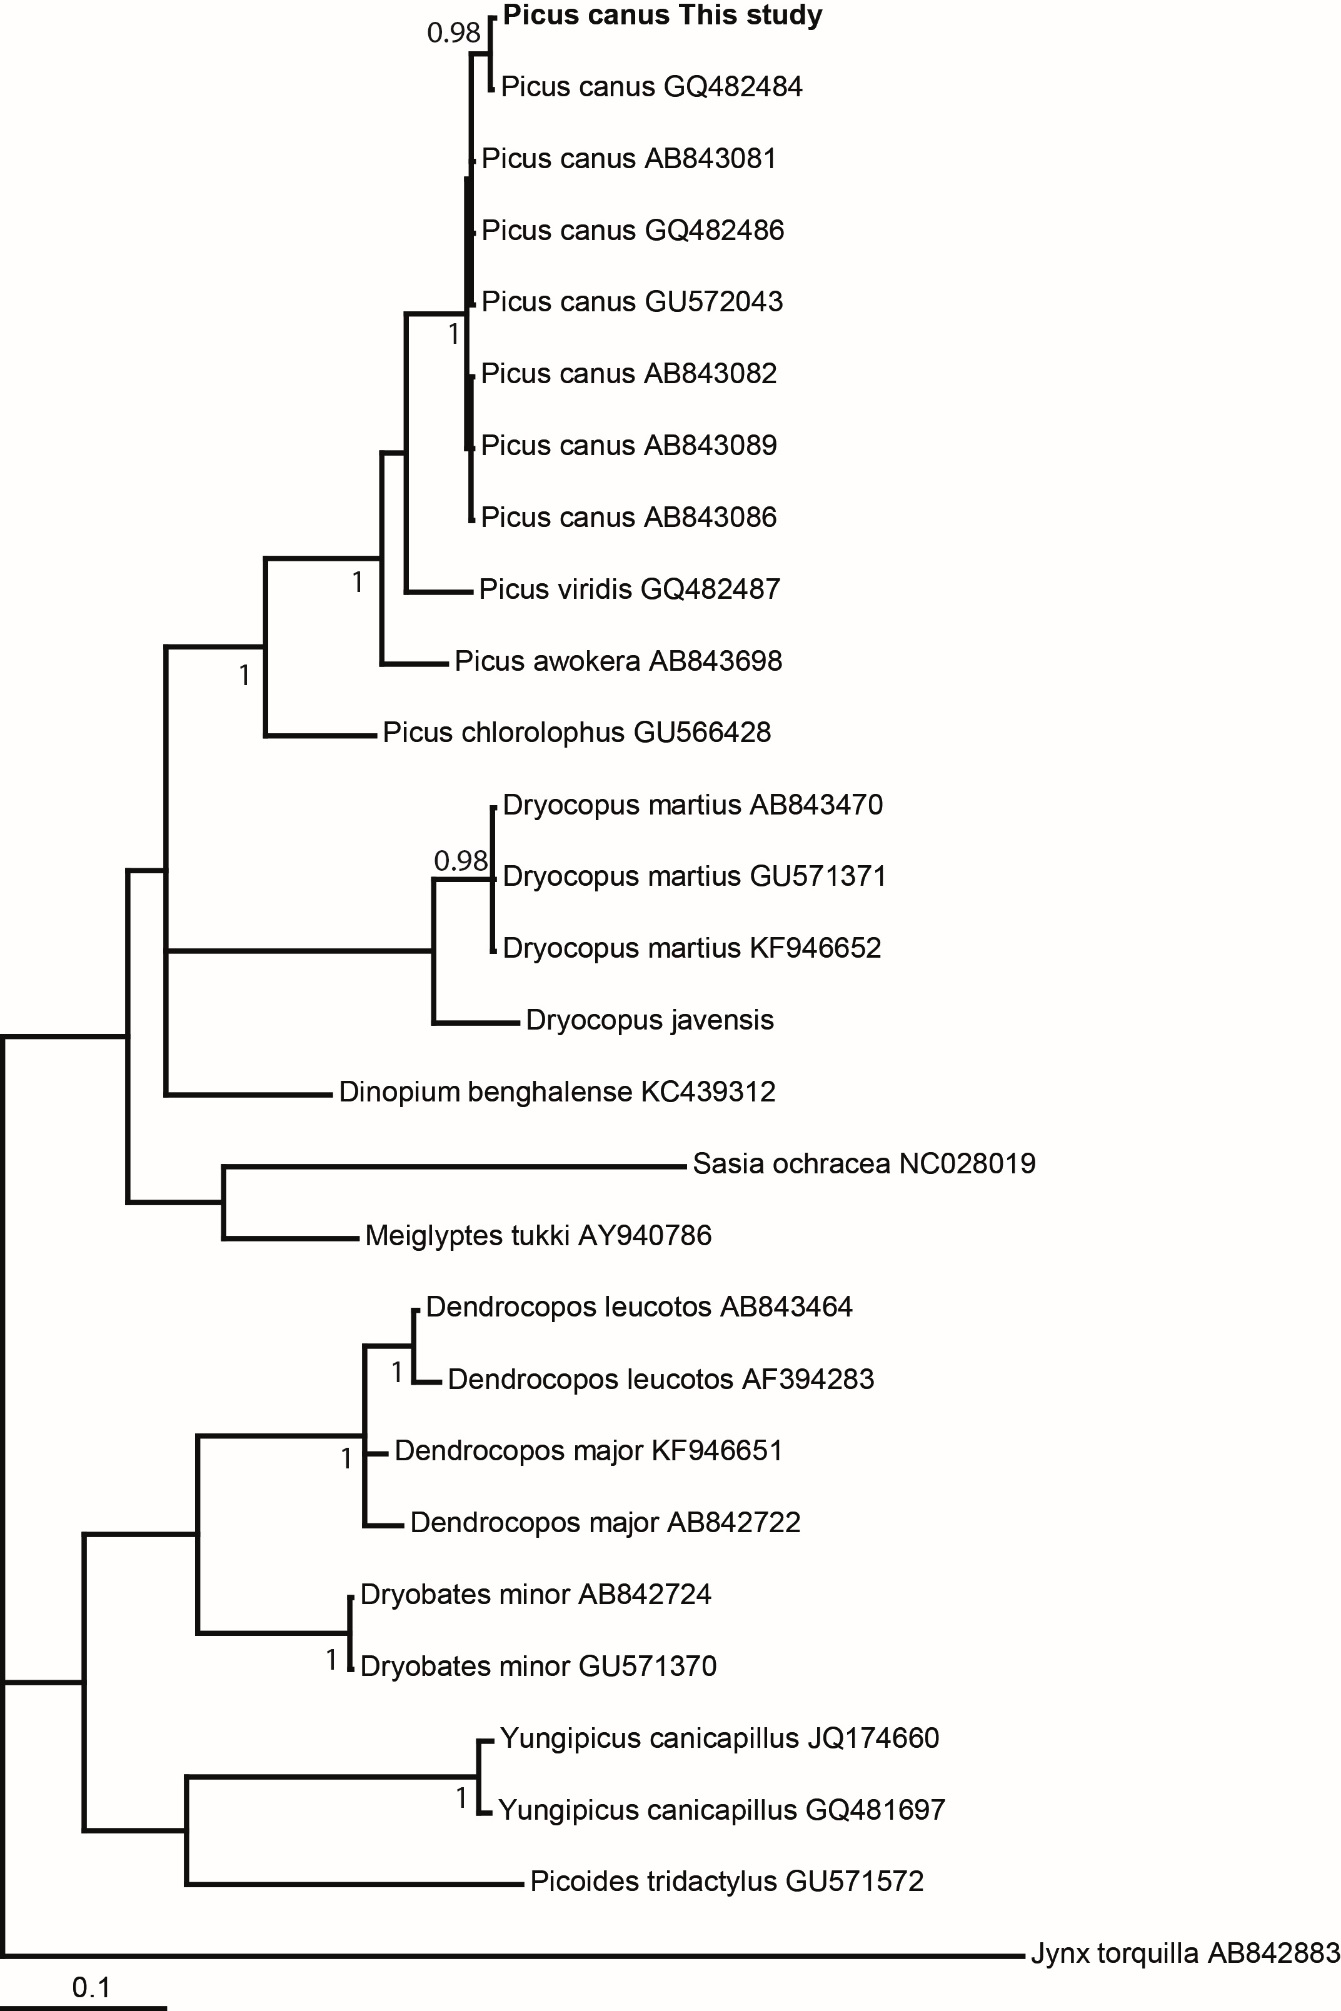 Picus canus This study
0.98
Picus canus GQ482484
Picus canus AB843081
Picus canus GQ482486
Picus canus GU572043
1
Picus canus AB843082
Picus canus AB843089
Picus canus AB843086
1
Picus viridis GQ482487
Picus awokera AB843698
1
Picus chlorolophus GU566428
Dryocopus martius AB843470
0.98
Dryocopus martius GU571371
Dryocopus martius KF946652
Dryocopus javensis
Dinopium benghalense KC439312
Sasia ochracea NC028019
Meiglyptes tukki AY940786
Dendrocopos leucotos AB843464
1
Dendrocopos leucotos AF394283
Dendrocopos major KF946651
1
Dendrocopos major AB842722
Dryobates minor AB842724
1
Dryobates minor GU571370
Yungipicus canicapillus JQ174660
1
Yungipicus canicapillus GQ481697
Picoides tridactylus GU571572
Jynx torquilla AB842883
0.1